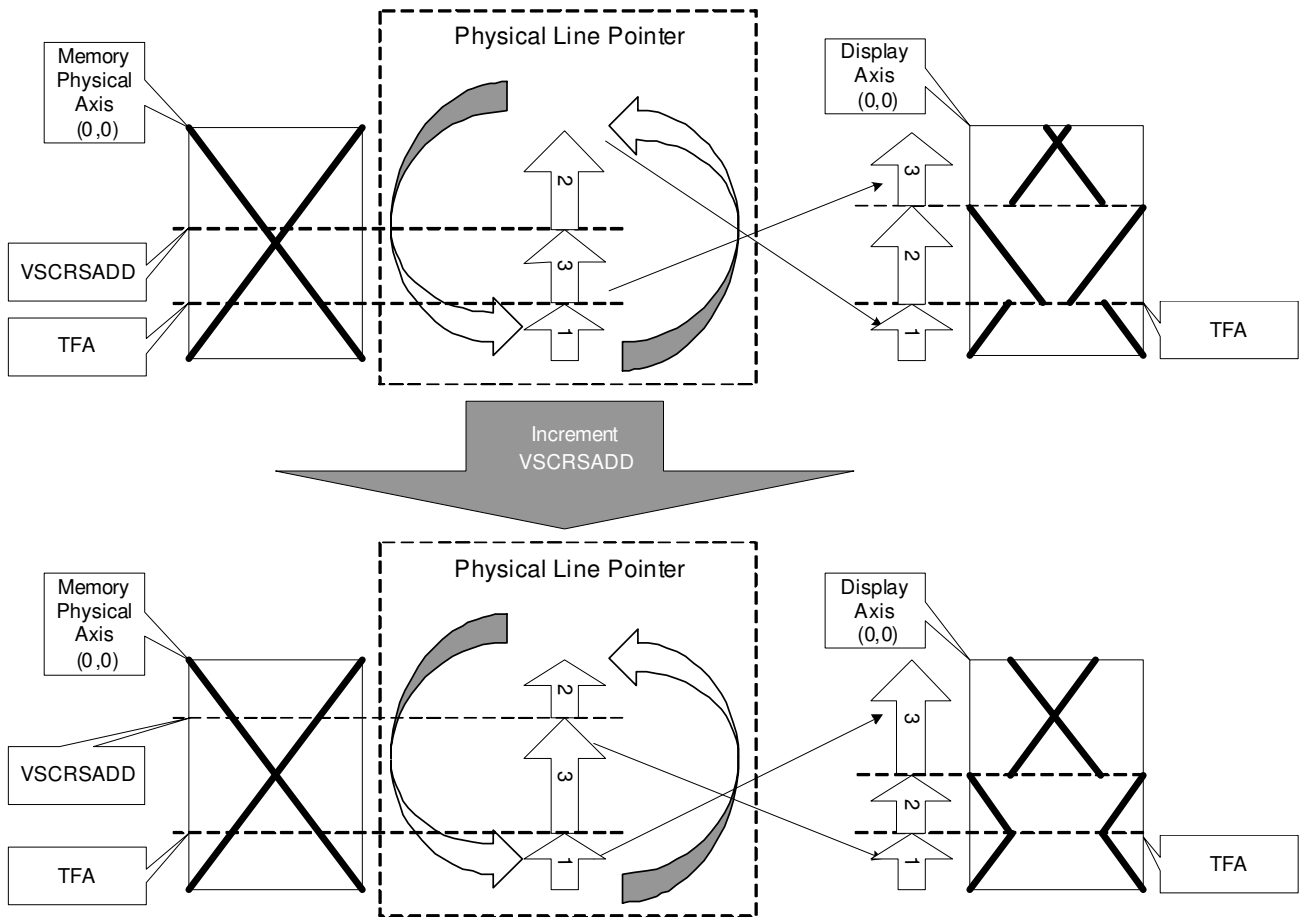 Physical Line Pointer
Memory
Physical
Axis
(0,0)
Display
Axis
(0,0)
2
3
1
3
2
1
VSCRSADD
TFA
TFA
Increment
VSCRSADD
Physical Line Pointer
Memory
Physical
Axis
(0,0)
Display
Axis
(0,0)
2
3
1
3
2
1
VSCRSADD
TFA
TFA